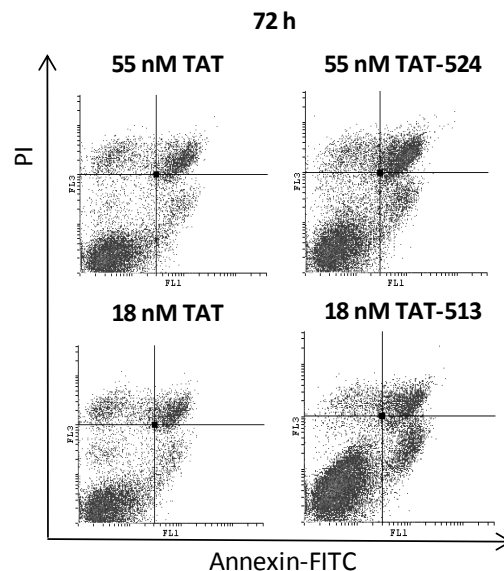 72 h
55 nM TAT
55 nM TAT-524
PI
FL3
FL1
FL3
FL1
18 nM TAT
18 nM TAT-513
FL3
FL1
FL3
FL1
Annexin-FITC